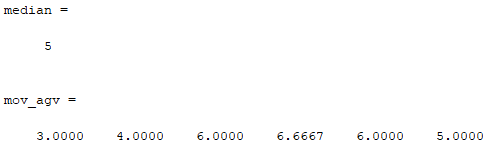 median =
5
mov_agv =
3.0000 4.0000 6.0000 6.6667 6.0000 5.0000